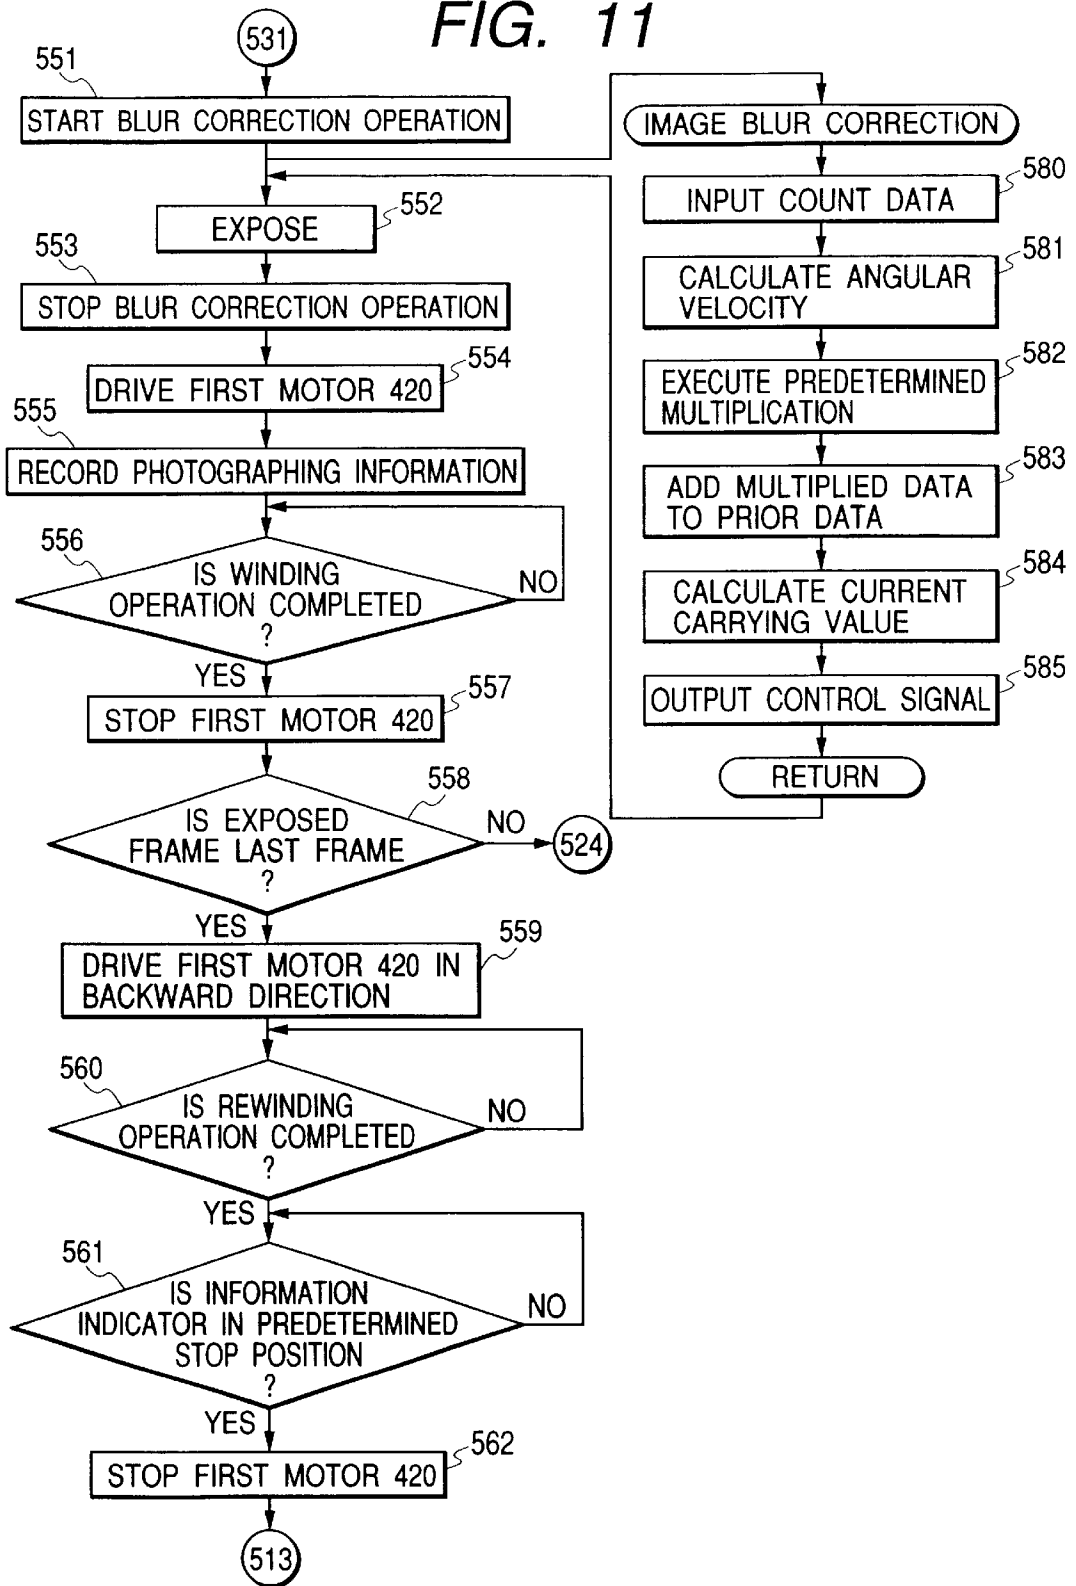 FIG. 11
531
551
START BLUR CORRECTION OPERATION
552
EXPOSE
553
STOP BLUR CORRECTION OPERATION
554
DRIVE FIRST MOTOR 420
555
RECORD PHOTOGRAPHING INFORMATION
556
IS WINDING
OPERATION COMPLETED
?
NO
YES
557
STOP FIRST MOTOR 420
558
IS EXPOSED
FRAME LAST FRAME
?
NO
524
YES
559
DRIVE FIRST MOTOR 420 IN
BACKWARD DIRECTION
560
IS REWINDING
OPERATION COMPLETED
?
NO
YES
561
IS INFORMATION
INDICATOR IN PREDETERMINED
STOP POSITION
?
NO
YES
562
STOP FIRST MOTOR 420
513
IMAGE BLUR CORRECTION
580
INPUT COUNT DATA
581
CALCULATE ANGULAR
VELOCITY
582
EXECUTE PREDETERMINED
MULTIPLICATION
583
ADD MULTIPLIED DATA
TO PRIOR DATA
584
CALCULATE CURRENT
CARRYING VALUE
585
OUTPUT CONTROL SIGNAL
RETURN